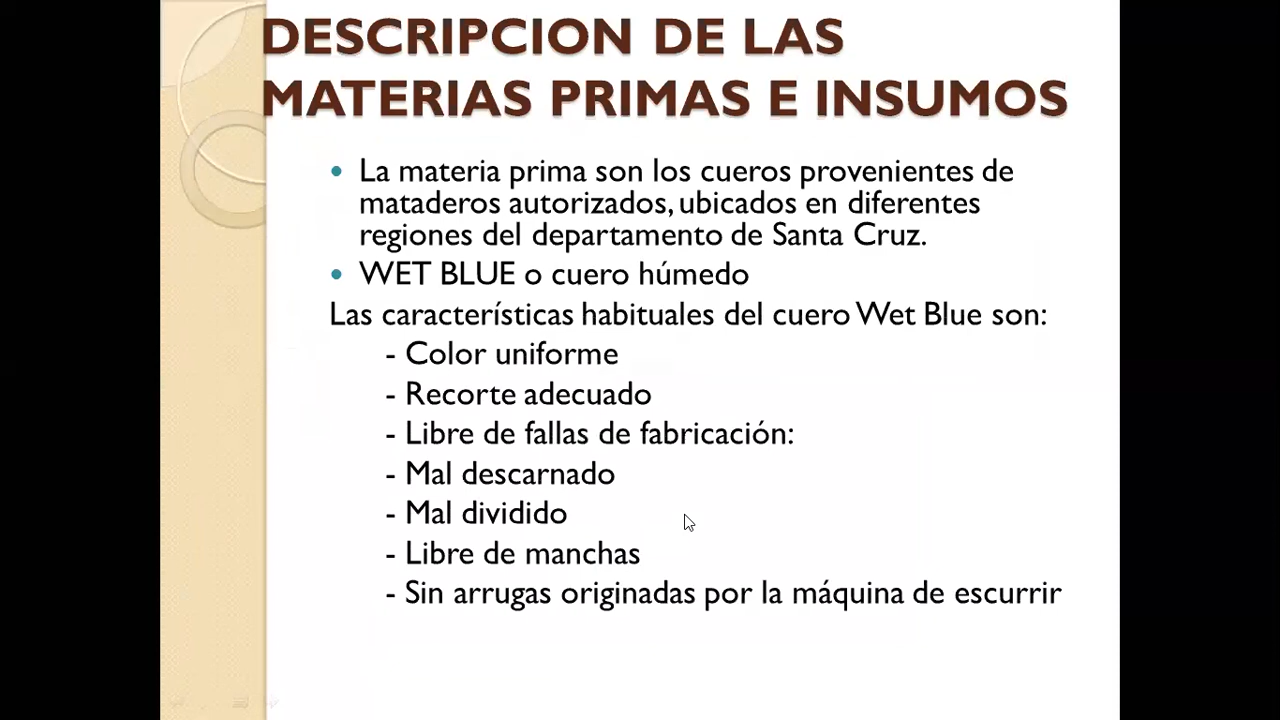 DESCRIPCION DE LAS
MATERIAS PRIMAS E INSUMOS
• La materia prima son los cueros provenientes de
mataderos autorizados, ubicados en diferentes
regiones del departamento de Santa Cruz.
• WET BLUE o cuero húmedo
Las características habituales del cuero Wet Blue son:
- Color uniforme
- Recorte adecuado
- Libre de fallas de fabricación:
- Mal descarnado
- Mal dividido
- Libre de manchas
- Sin arrugas originadas por la máquina de escurrir